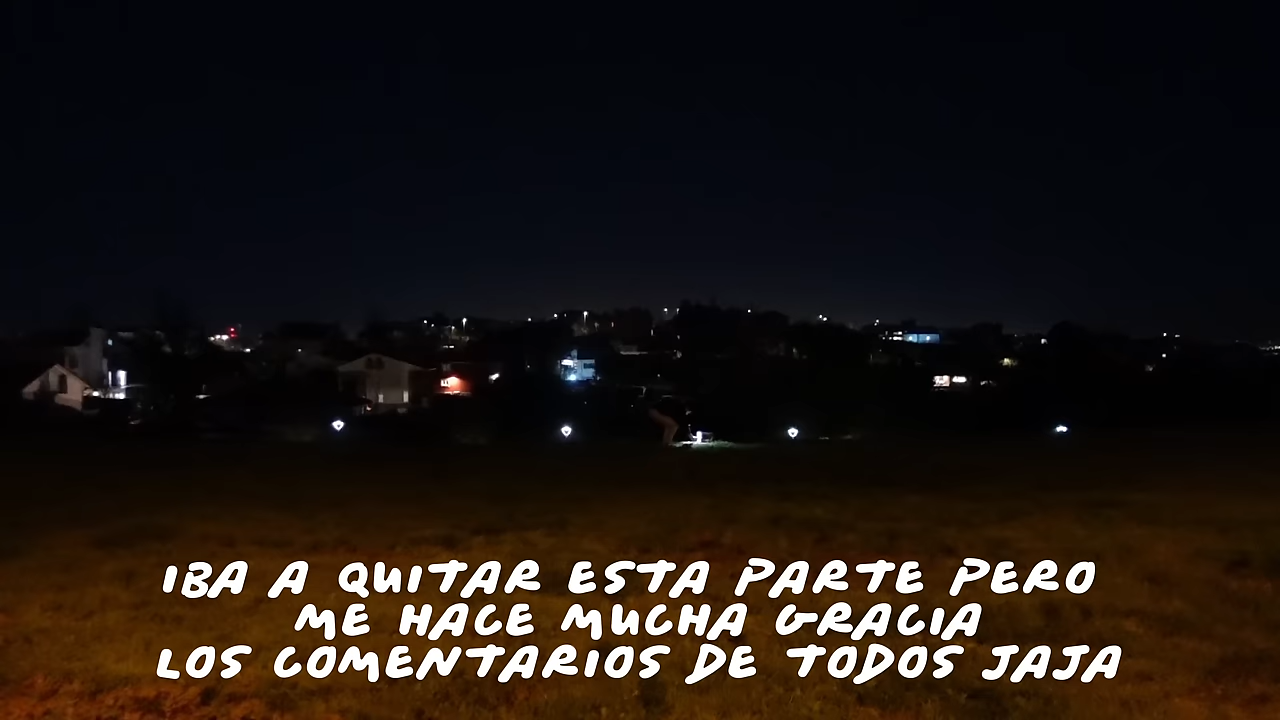 IBA A QUITAR ESTA PARTE PERO
ME HACE MUCHA GRACIA
LOS COMENTARIOS DE TODOS JAJA